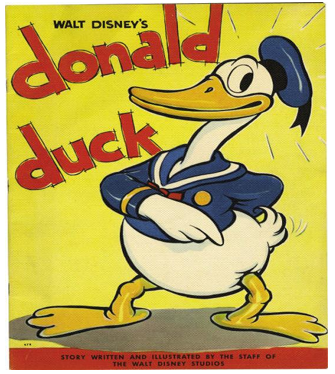 WALT DISNEY'S
donald
duck
STORY WRITTEN AND ILLUSTRATED BY THE STAFF OF
THE WALT DISNEY STUDIOS